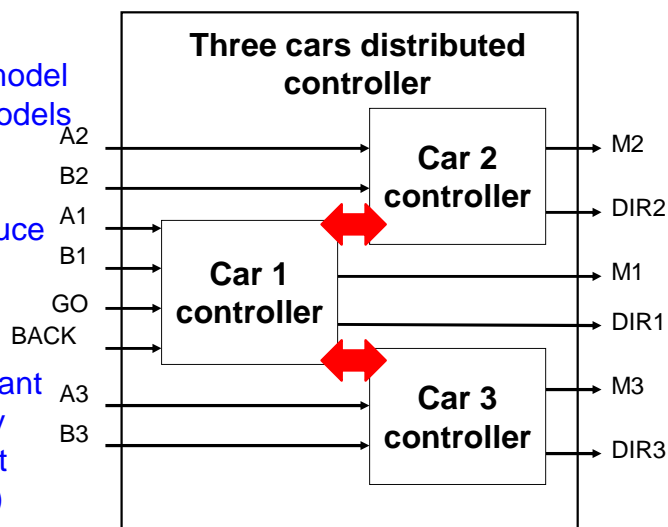 Three cars distributed
controller
model
odels
A2
B2
A1
uce
B1
GO
BACK
ant
A3
y
B3
t
)
Car 2
controller
Car 1
controller
Car 3
controller
M2
DIR2
M1
DIR1
M3
DIR3